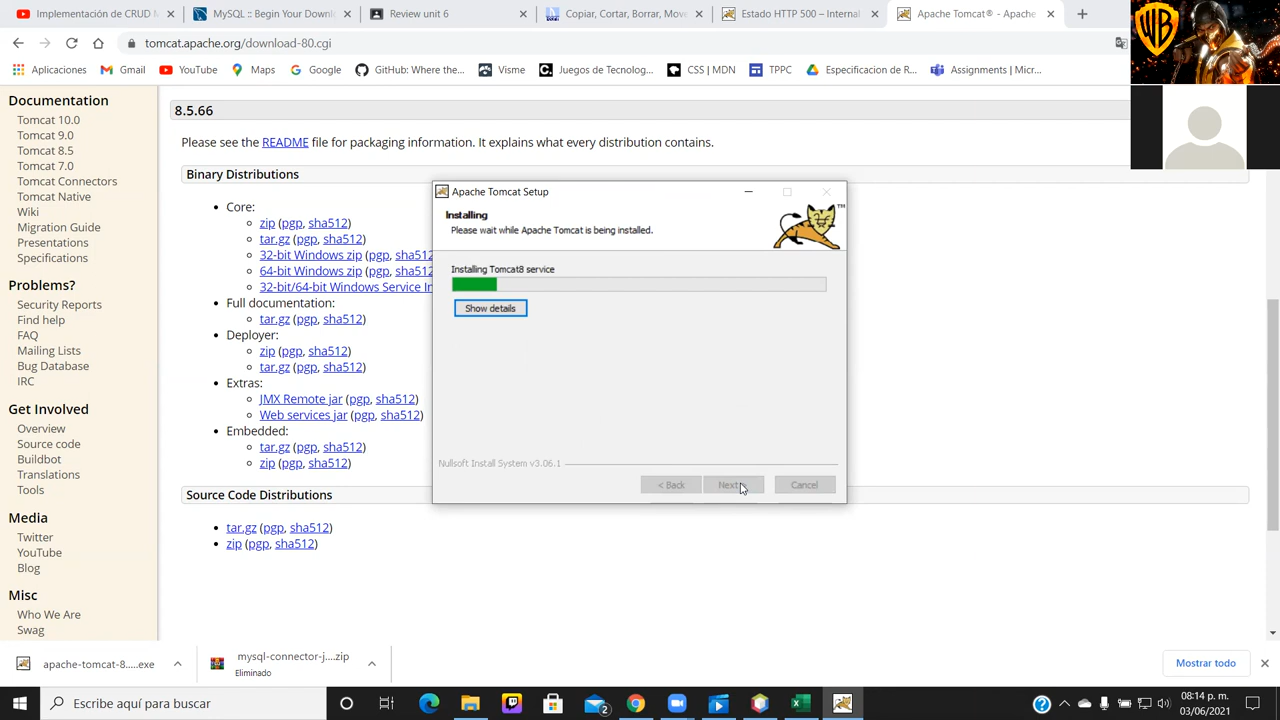 Implementación de CRUD M
MySQL :: Begin Your Downl
Review unit
Copiar, Cortar, Borrar, Move
Estado HTTP 500 – Internal
Apache Tomcat® - Apache
tomcat.apache.org/download-80.cgi
Aplicaciones
Gmail
YouTube
Maps
Google
GitHub: Where the...
Visme
Juegos de Tecnolog...
CSS | MDN
TPPC
Especificacion de R...
Assignments | Micr...
Documentation
Tomcat 10.0
Tomcat 9.0
Tomcat 8.5
Tomcat 7.0
Tomcat Connectors
Tomcat Native
Wiki
Migration Guide
Presentations
Specifications
Problems?
Security Reports
Find help
FAQ
Mailing Lists
Bug Database
IRC
Get Involved
Overview
Source code
Buildbot
Translations
Tools
Media
Twitter
YouTube
Blog
Misc
Who We Are
Swag
8.5.66
Please see the README file for packaging information. It explains what every distribution contains.
Binary Distributions
Core:
zip (pgp, sha512)
tar.gz (pgp, sha512)
32-bit Windows zip (pgp, sha512
64-bit Windows zip (pgp, sha512
32-bit/64-bit Windows Service In
Full documentation:
tar.gz (pgp, sha512)
Deployer:
zip (pgp, sha512)
tar.gz (pgp, sha512)
Extras:
JMX Remote jar (pgp, sha512)
Web services jar (pgp, sha512)
Embedded:
tar.gz (pgp, sha512)
zip (pgp, sha512)
Source Code Distributions
tar.gz (pgp, sha512)
zip (pgp, sha512)
Apache Tomcat Setup
Installing
Please wait while Apache Tomcat is being installed.
TM
Installing Tomcat8 service
Show details
Nullsoft Install System v3.06.1
< Back
Next >
Cancel
WB
apache-tomcat-8.....exe
mysql-connector-j....zip
Eliminado
Mostrar todo
Escribe aquí para buscar
2
08:14 p. m.
03/06/2021